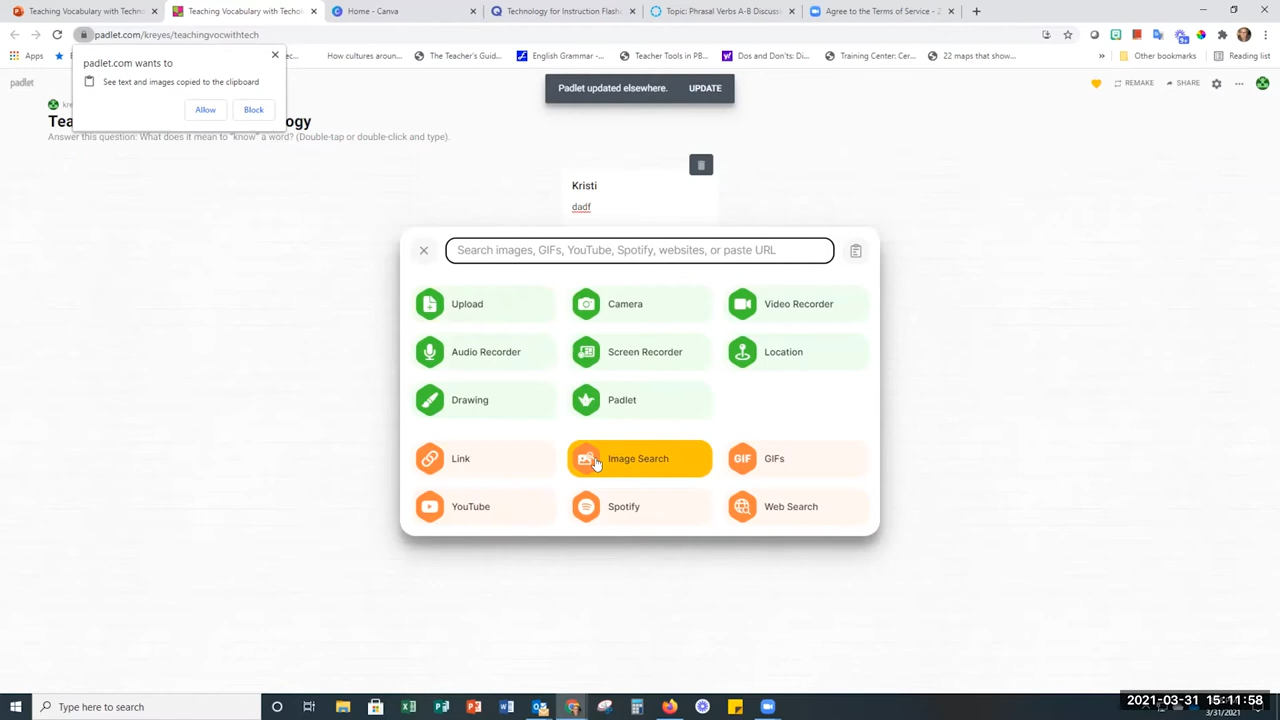 Teaching Vocabulary with Techno
Teaching Vocabulary with Techolo
Home - Canva
Technology for Instruction Flashc
Topic: Phrasal Verbs A-B Discussi
Agree to the Terms of Service - Z
padlet.com/kreyes/teachingvocwithtech
Apps
How cultures around...
The Teacher's Guid...
English Grammar -...
Teacher Tools in PB...
Dos and Don'ts: Di...
Training Center: Cer...
22 maps that show...
Other bookmarks
Reading list
padlet.com wants to
See text and images copied to the clipboard
Allow
Block
padlet
Padlet updated elsewhere.
UPDATE
REMAKE
SHARE
Answer this question: What does it mean to "know" a word? (Double-tap or double-click and type).
Kristi
dadf
Search images, GIFs, YouTube, Spotify, websites, or paste URL
Upload
Camera
Video Recorder
Audio Recorder
Screen Recorder
Location
Drawing
Padlet
Link
Image Search
GIF
GIFs
YouTube
Spotify
Web Search
Type here to search
2021-03-31 15:11:58
3/31/2021